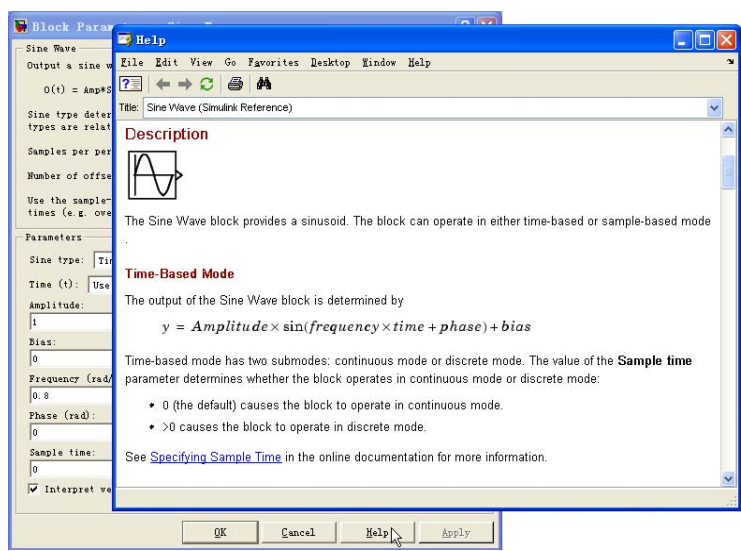 Block Param
Sine Wave
Output a sine w
O(t) = Amp*S
Sine type deter
types are relat
Samples per per
Number of offse
Use the sample-
times (e.g. ove
Parameters
Sine type: Tim
Time (t): Use
Amplitude:
1
Bias:
0
Frequency (rad/
0.8
Phase (rad):
0
Sample time:
0
Interpret ve
OK Cancel Help Apply
Help
File Edit View Go Favorites Desktop Window Help
Title: Sine Wave (Simulink Reference)
Description
The Sine Wave block provides a sinusoid. The block can operate in either time-based or sample-based mode
.
Time-Based Mode
The output of the Sine Wave block is determined by
y = Amplitude × sin(frequency × time + phase) + bias
Time-based mode has two submodes: continuous mode or discrete mode. The value of the Sample time
parameter determines whether the block operates in continuous mode or discrete mode:
• 0 (the default) causes the block to operate in continuous mode.
• >0 causes the block to operate in discrete mode.
See Specifying Sample Time in the online documentation for more information.